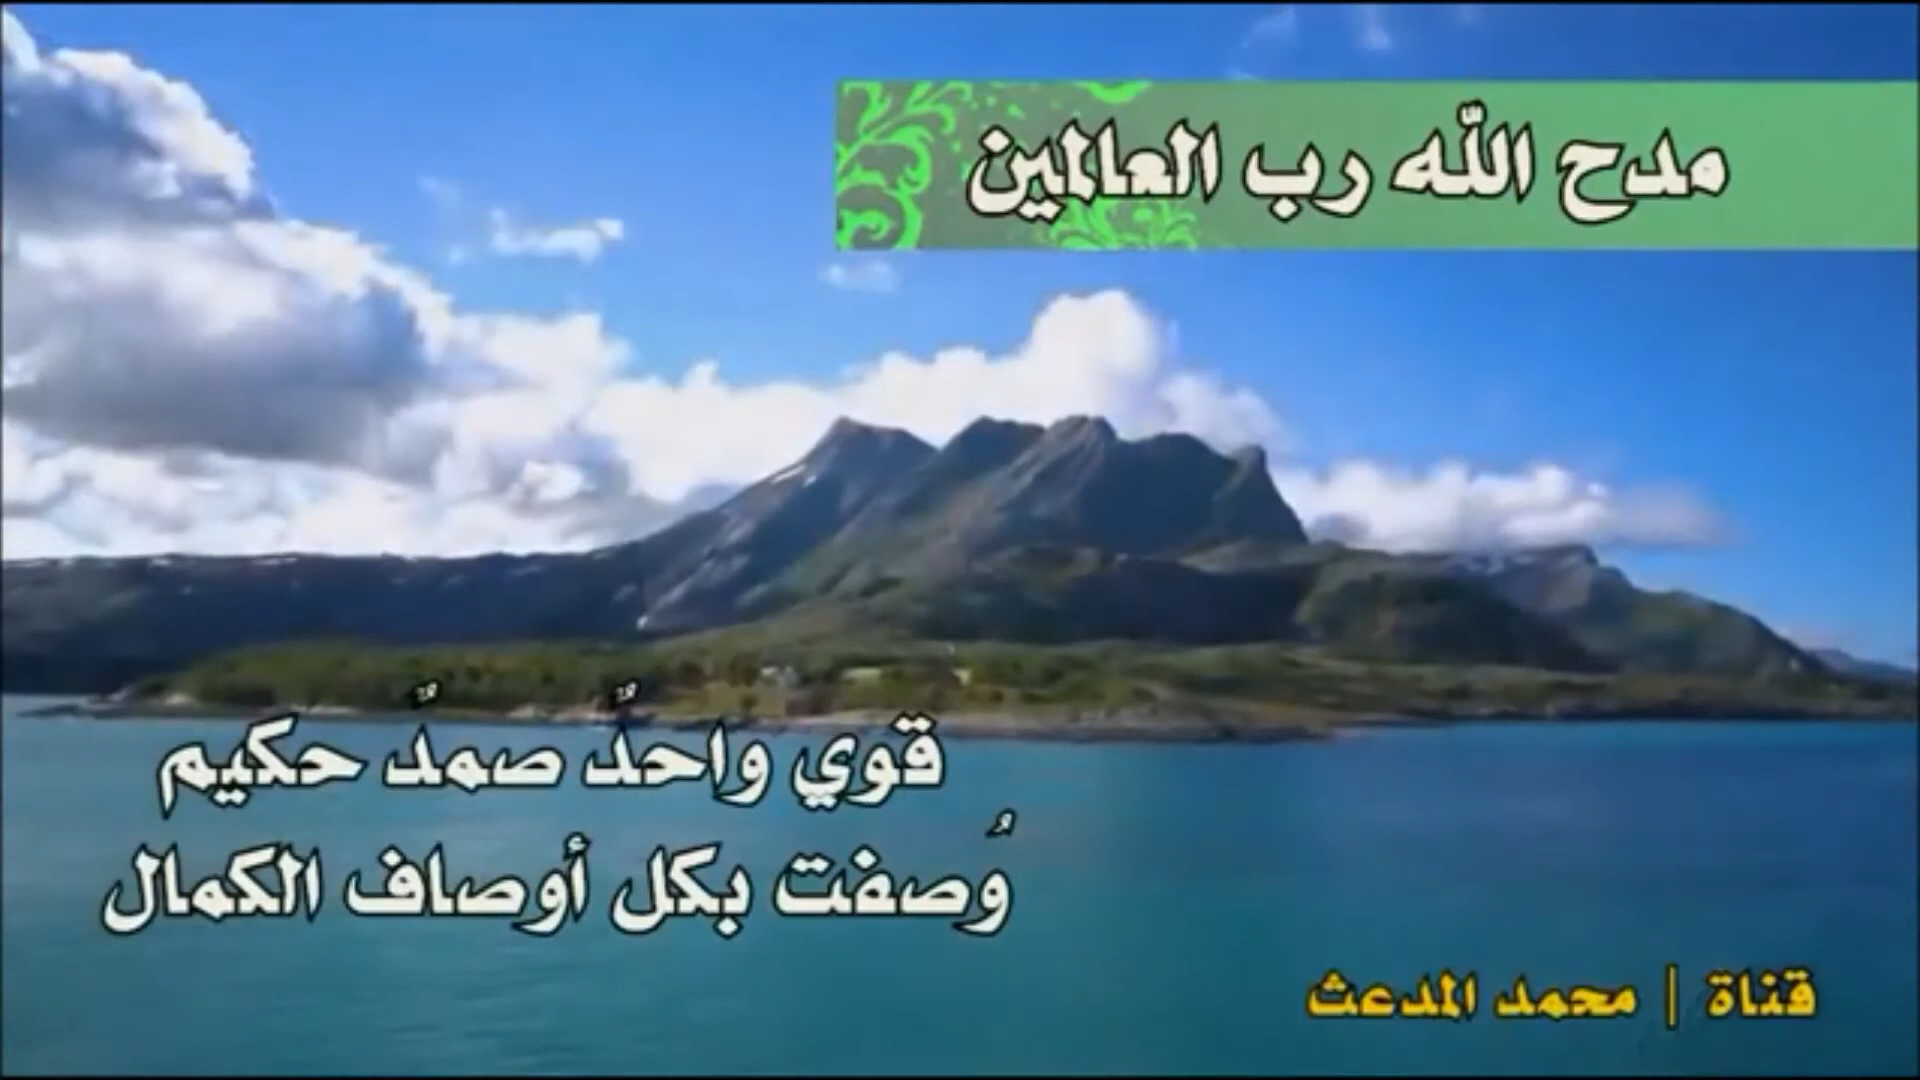 مدح الله رب العالمين
قوي واحدٌ صمدٌ حكيم
وُصفت بكل أوصاف الكمال
قناة | محمد المدعث